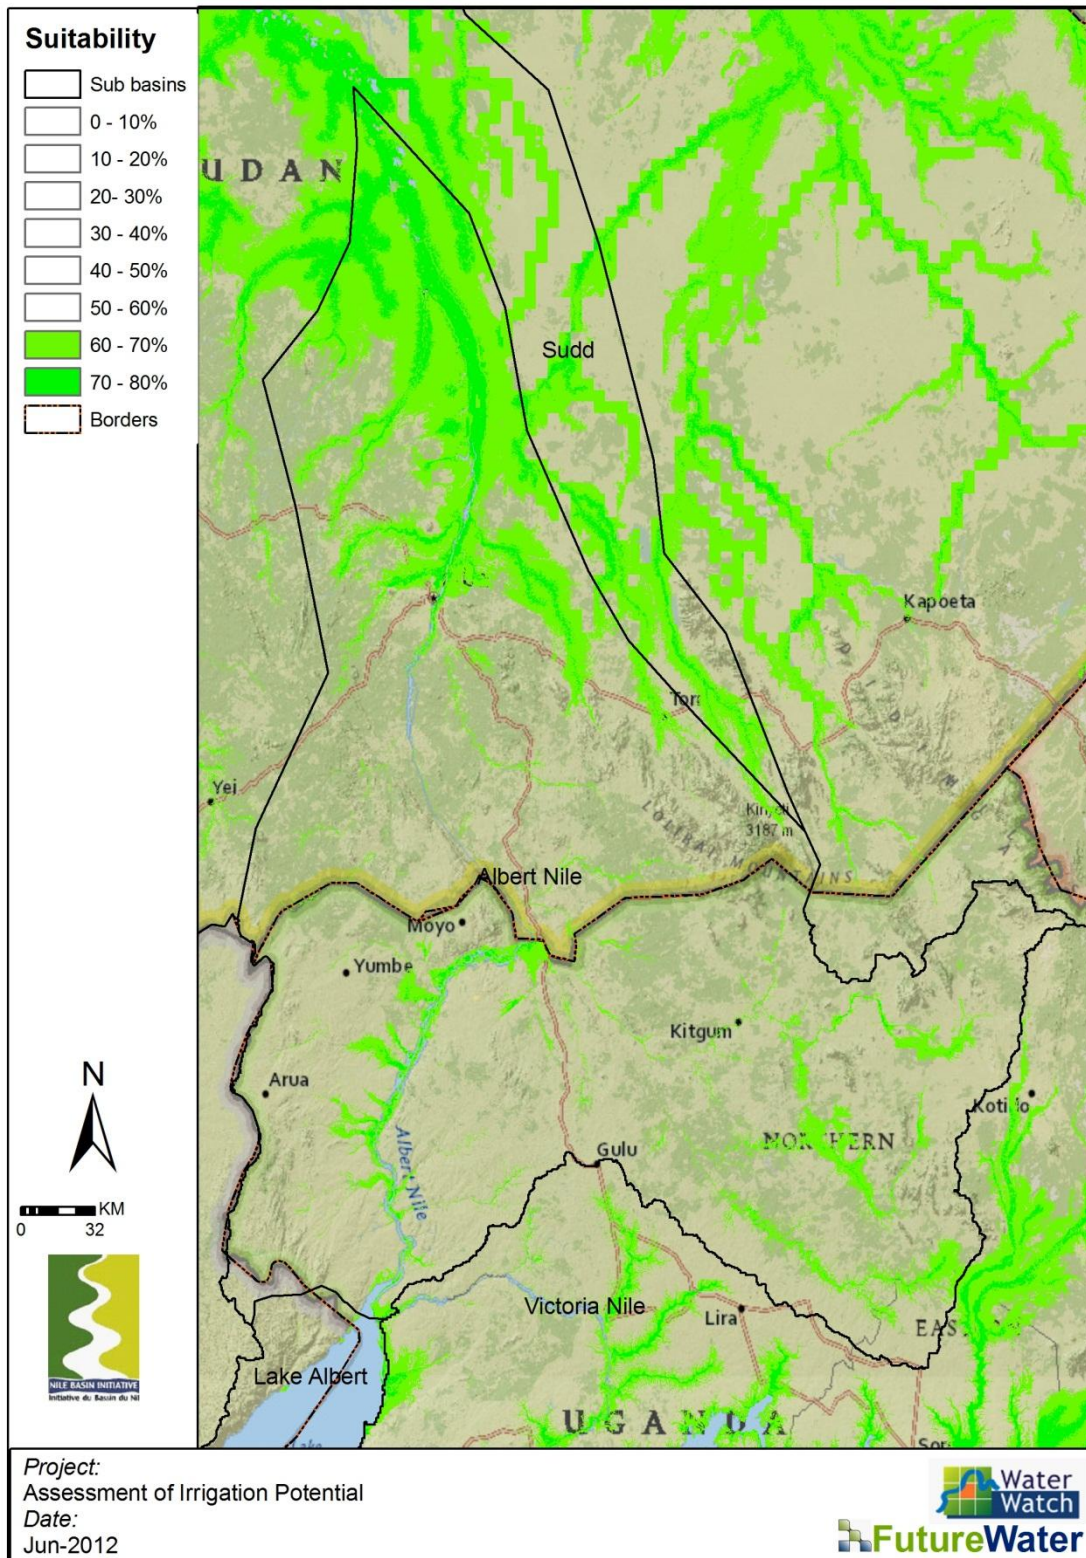 Suitability
Sub basins
0 - 10%
10 - 20%
20- 30%
30 - 40%
40 - 50%
50 - 60%
60 - 70%
70 - 80%
Borders
UDAN
Sudd
Kapoeta
Torr
Yei
3187 m
MOUNTAINS
Albert Nile
Moyo
Yumbe
Kitgum
Arua
Kotido
NORTHERN
Gulu
Albert Nile
Victoria Nile
Lira
Lake Albert
UGANDA
Sor
N
KM
0 32
NILE BASIN INITIATIVE
Initiative du Bassin du Nil
Project:
Assessment of Irrigation Potential
Date:
Jun-2012
Water
Watch
FutureWater